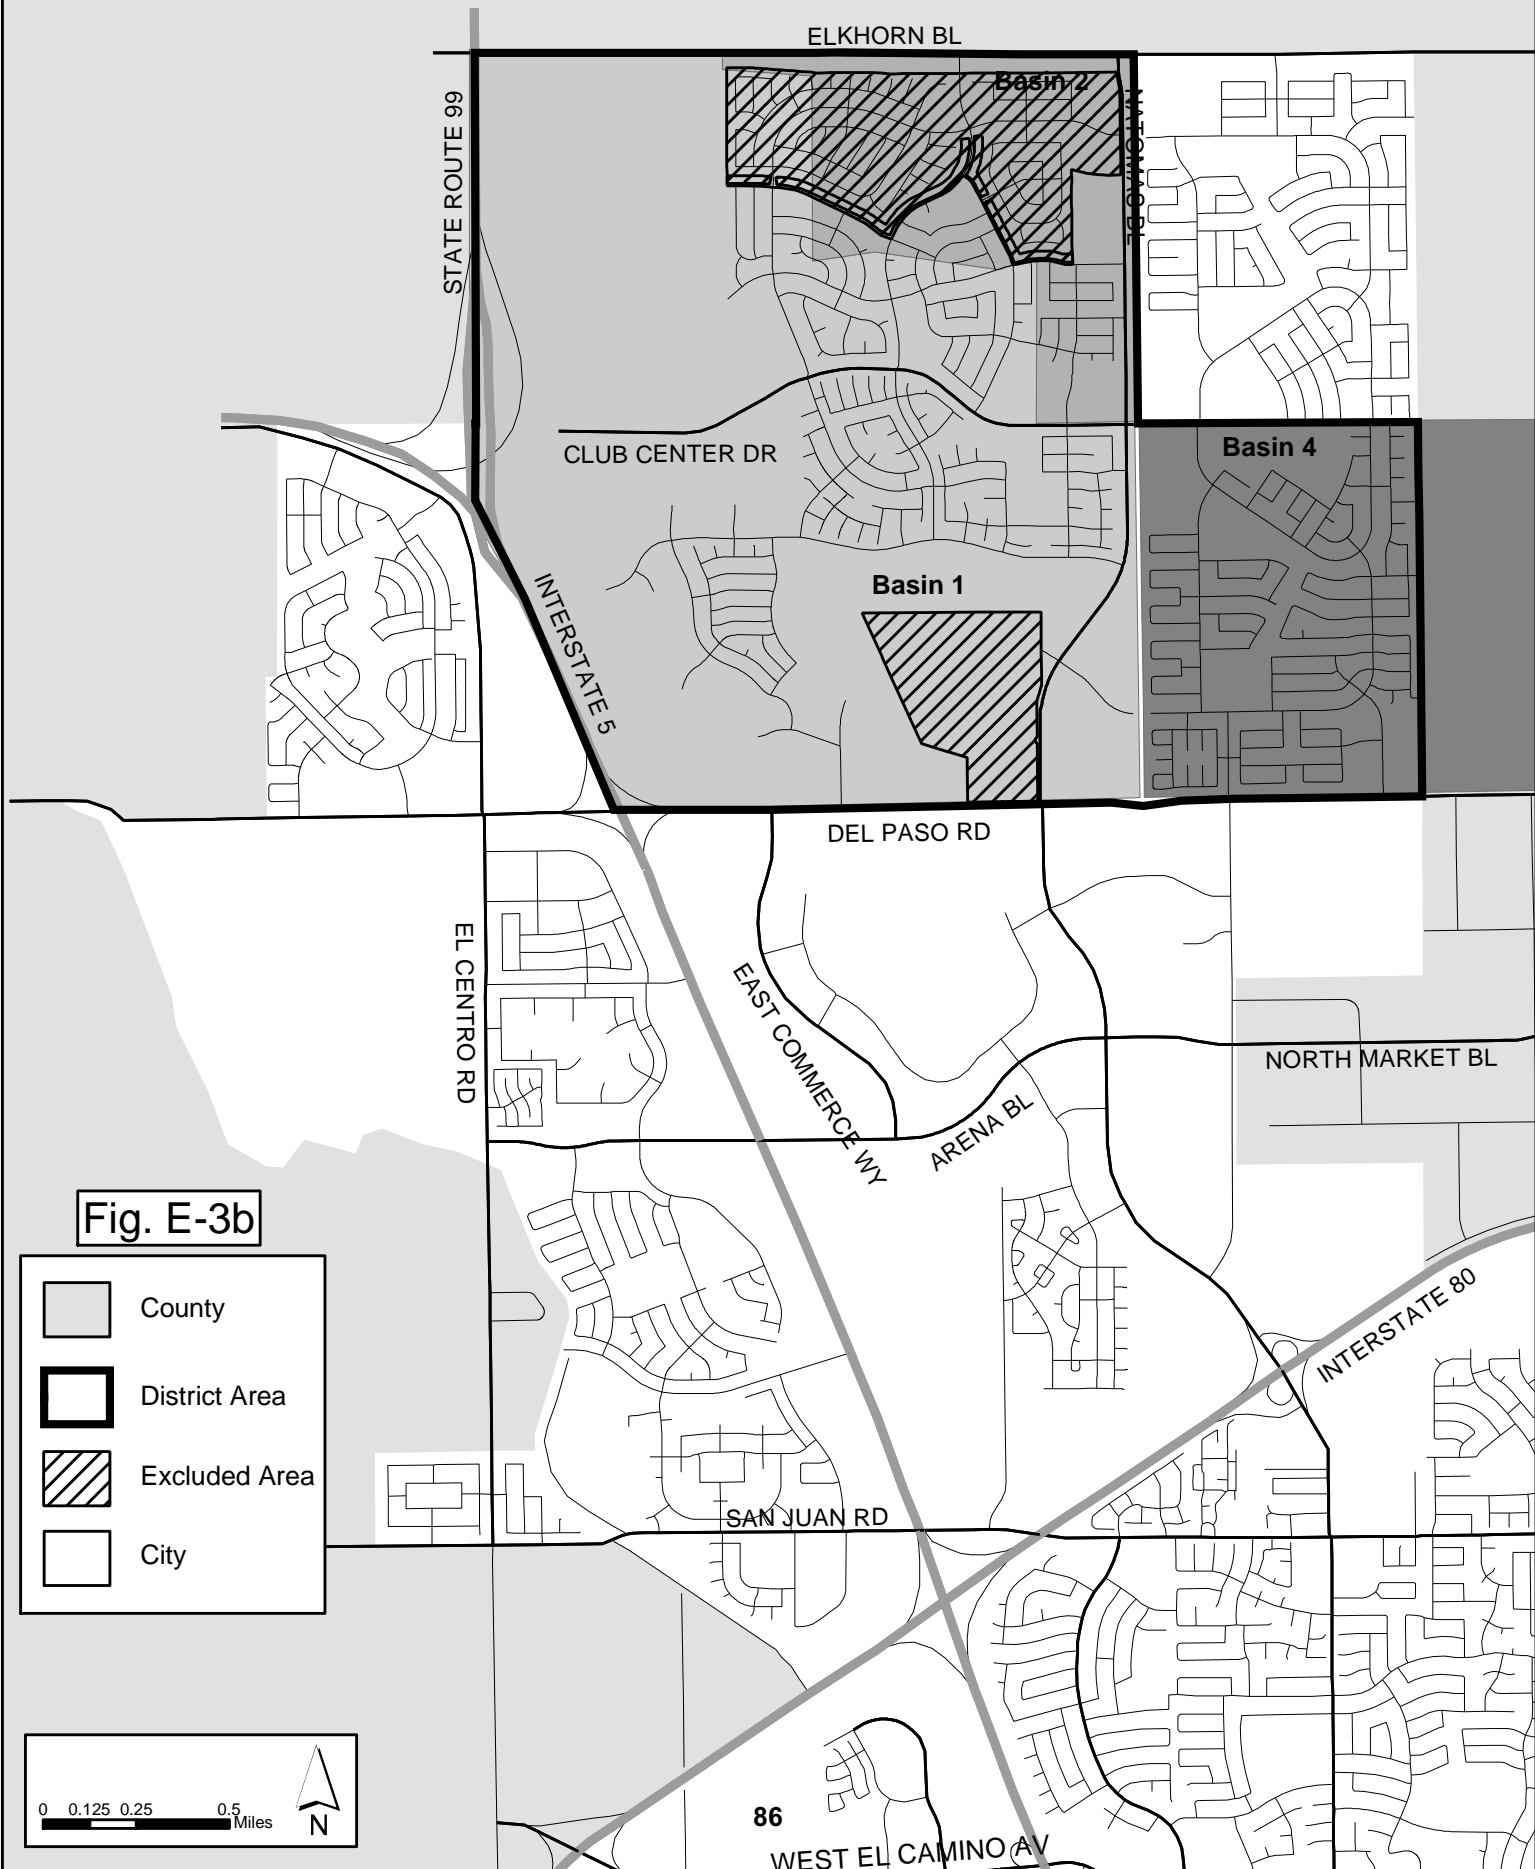 ELKHORN BL
Basin 2
STATE ROUTE 99
NATOMAS BL
CLUB CENTER DR
Basin 4
INTERSTATE 5
Basin 1
DEL PASO RD
EL CENTRO RD
EAST COMMERCE WY
NORTH MARKET BL
ARENA BL
Fig. E-3b
County
District Area
Excluded Area
City
INTERSTATE 80
SAN JUAN RD
0 0.125 0.25 0.5
Miles
N
86
WEST EL CAMINO AV